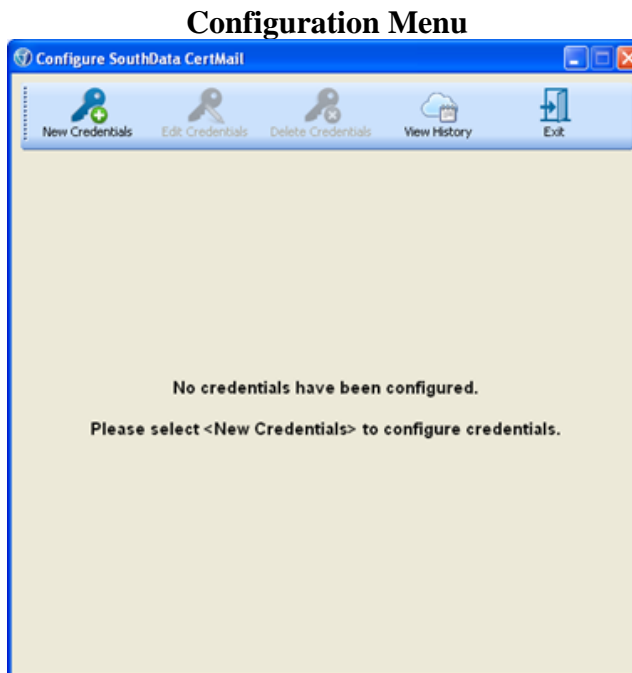 Configuration Menu
Configure SouthData CertMail
New Credentials Edit Credentials Delete Credentials View History Exit
No credentials have been configured.
Please select <New Credentials> to configure credentials.